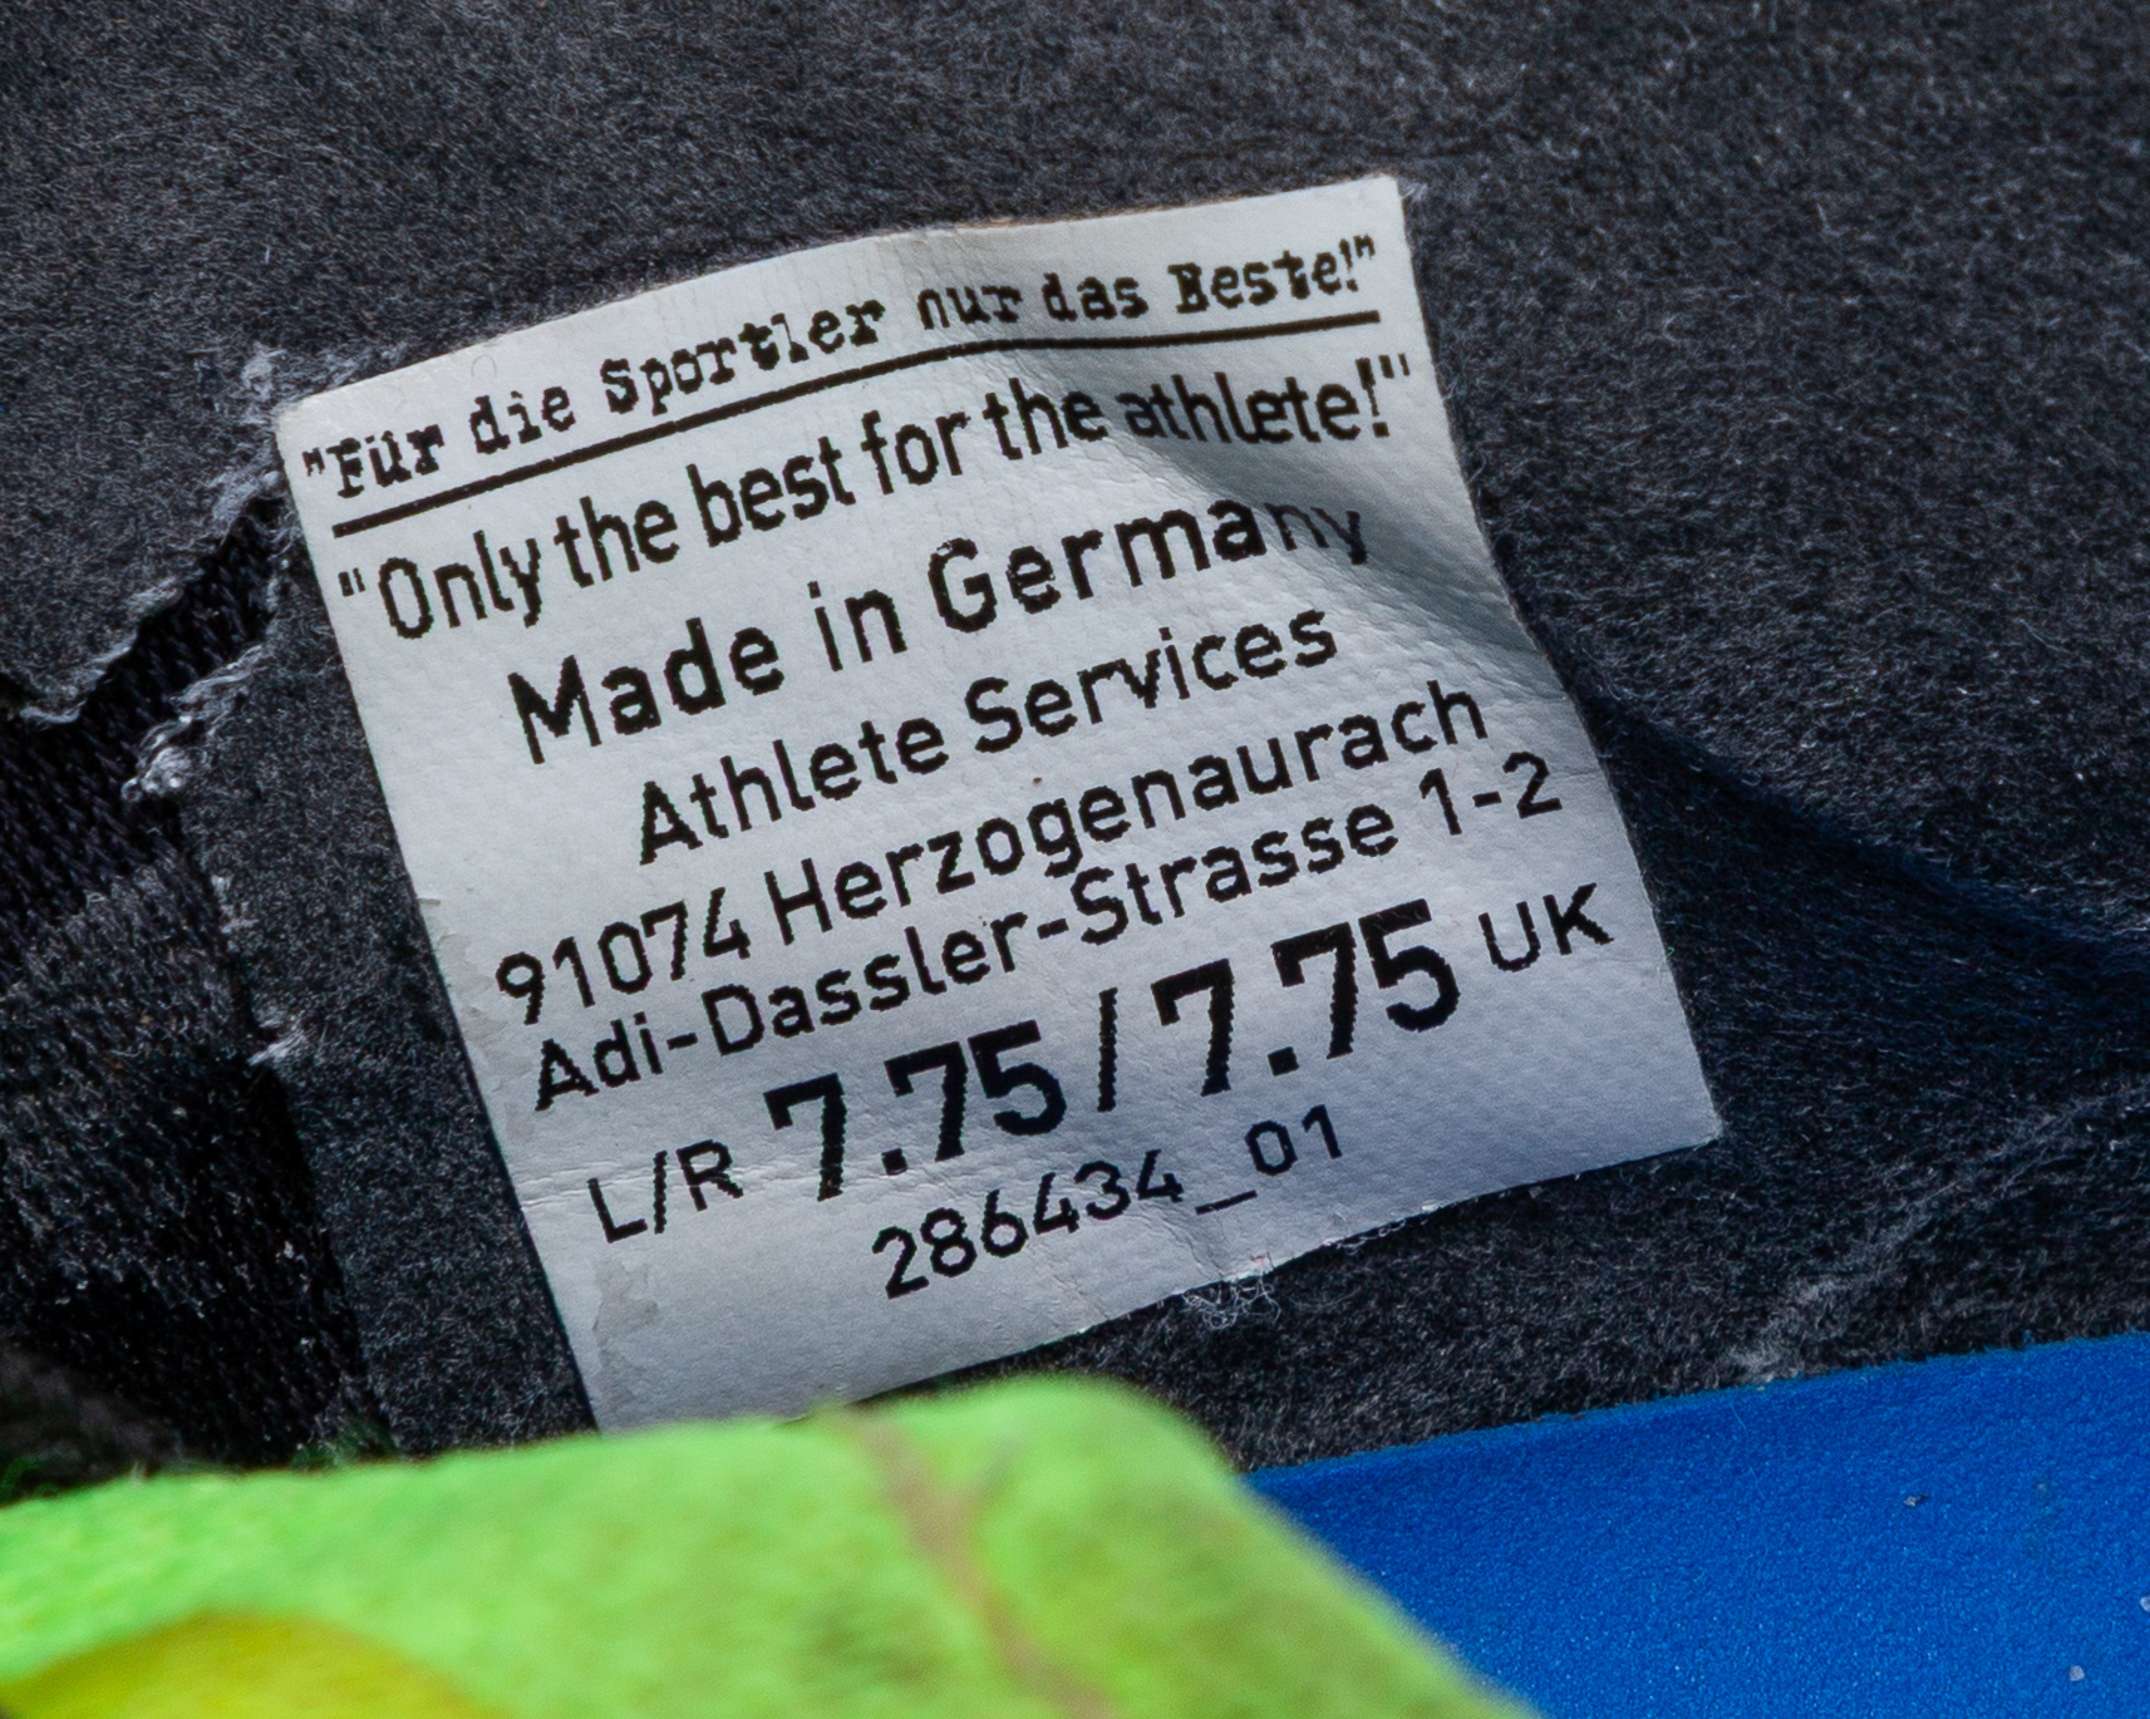 "Für die Sportler nur das Beste!"
"Only the best for the athlete!"
Made in Germany
Athlete Services
91074 Herzogenaurach
Adi-Dassler-Strasse 1-2
L/R 7.75 / 7.75 UK
286434_01